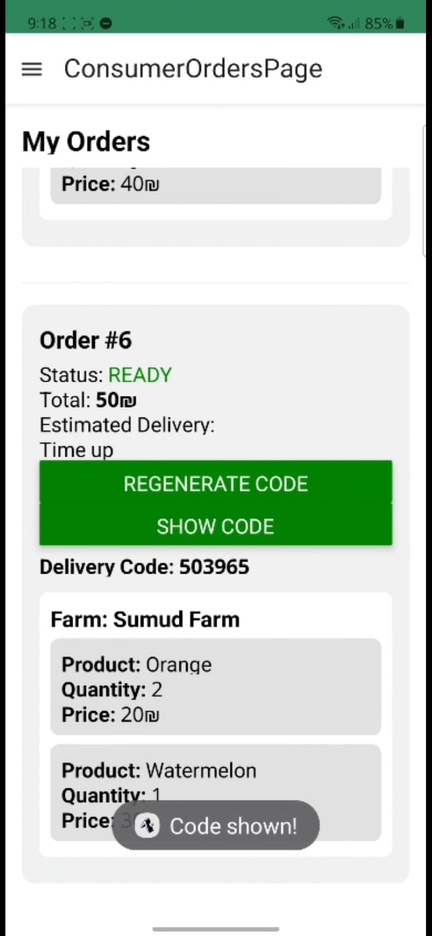 9:18
85%
ConsumerOrdersPage
My Orders
Price: 40₪
Order #6
Status: READY
Total: 50₪
Estimated Delivery:
Time up
REGENERATE CODE
SHOW CODE
Delivery Code: 503965
Farm: Sumud Farm
Product: Orange
Quantity: 2
Price: 20₪
Product: Watermelon
Quantity: 1
Price:
Code shown!